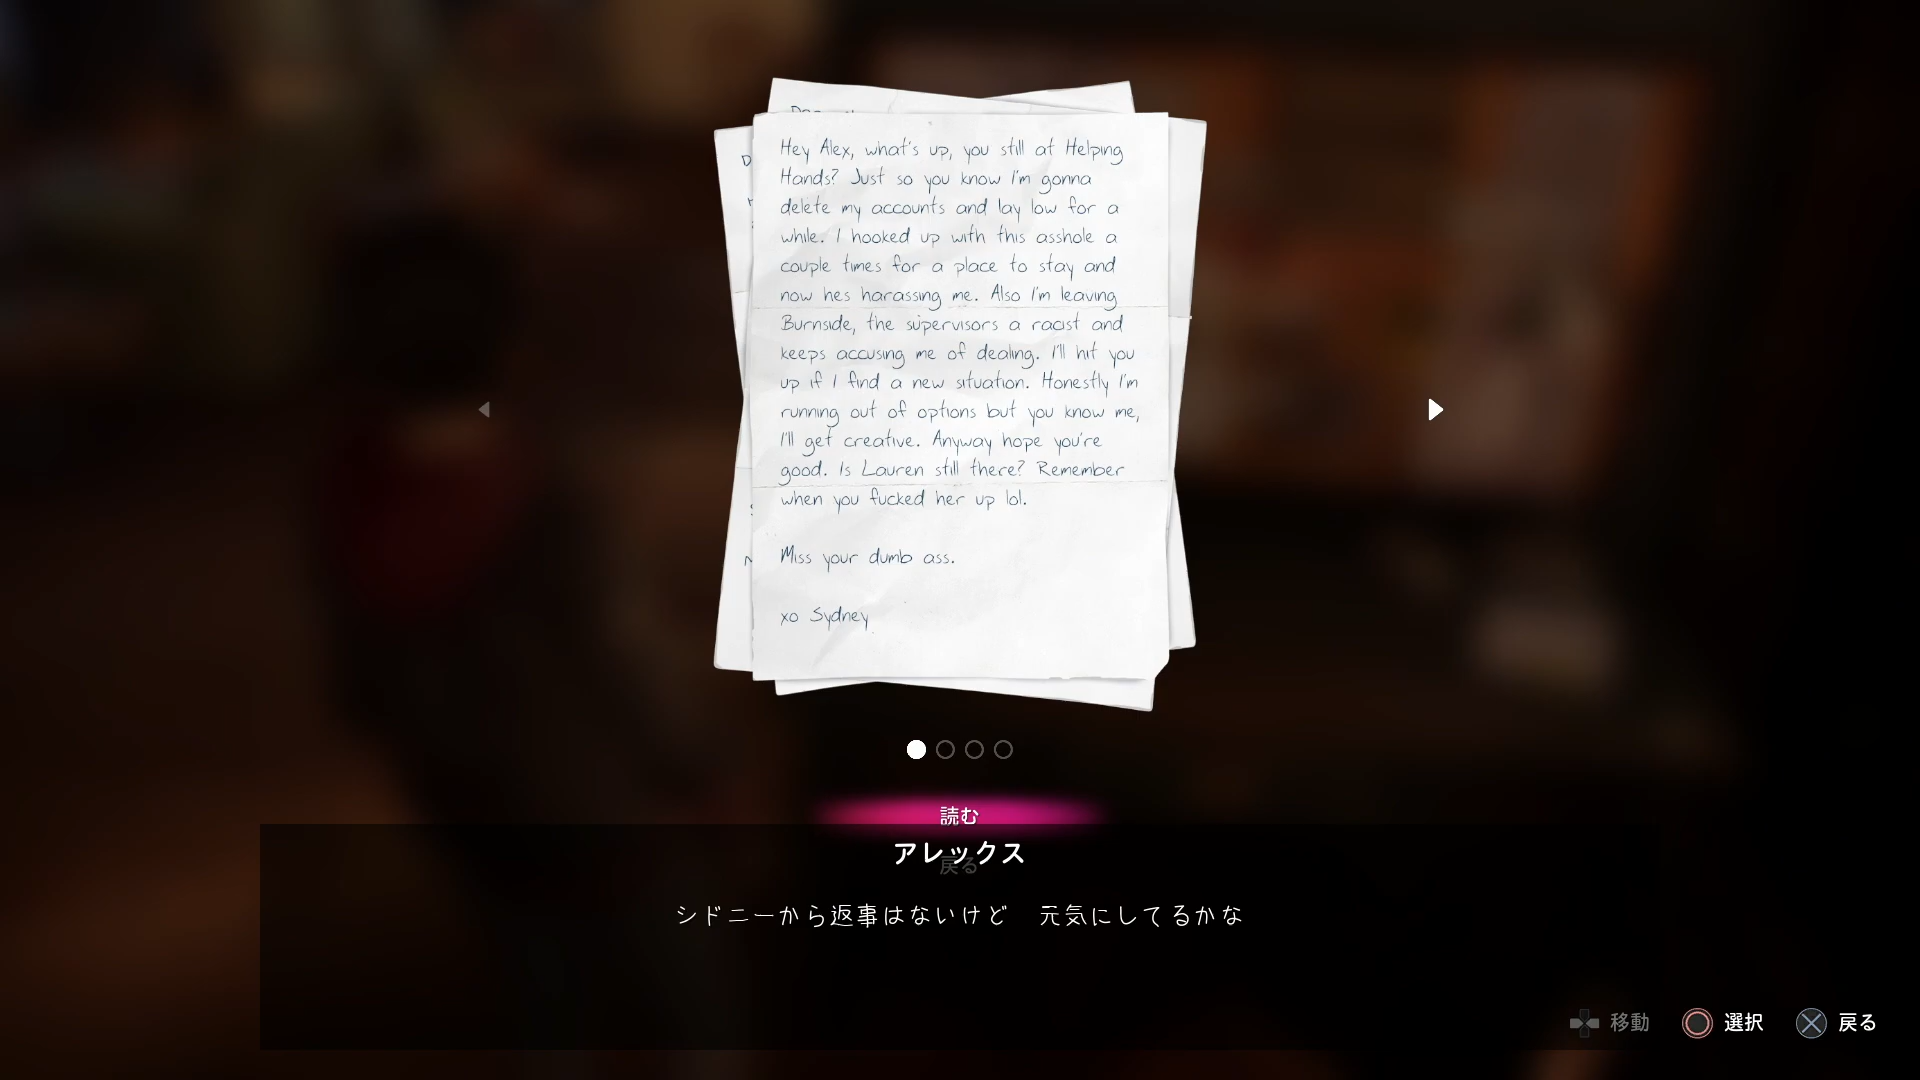 Hey Alex, what's up, you still at Helping
Hands? Just so you know I'm gonna
delete my accounts and lay low for a
while. I hooked up with this asshole a
couple times for a place to stay and
now hes harassing me. Also I'm leaving
Burnside, the supervisors a racist and
keeps accusing me of dealing. I'll hit you
up if I find a new situation. Honestly I'm
running out of options but you know me,
I'll get creative. Anyway hope you're
good. Is Lauren still there? Remember
when you fucked her up lol.
Miss your dumb ass.
xo Sydney
読む
アレックス
戻る
シドニーから返事はないけど 元気にしてるかな
移動
選択
戻る